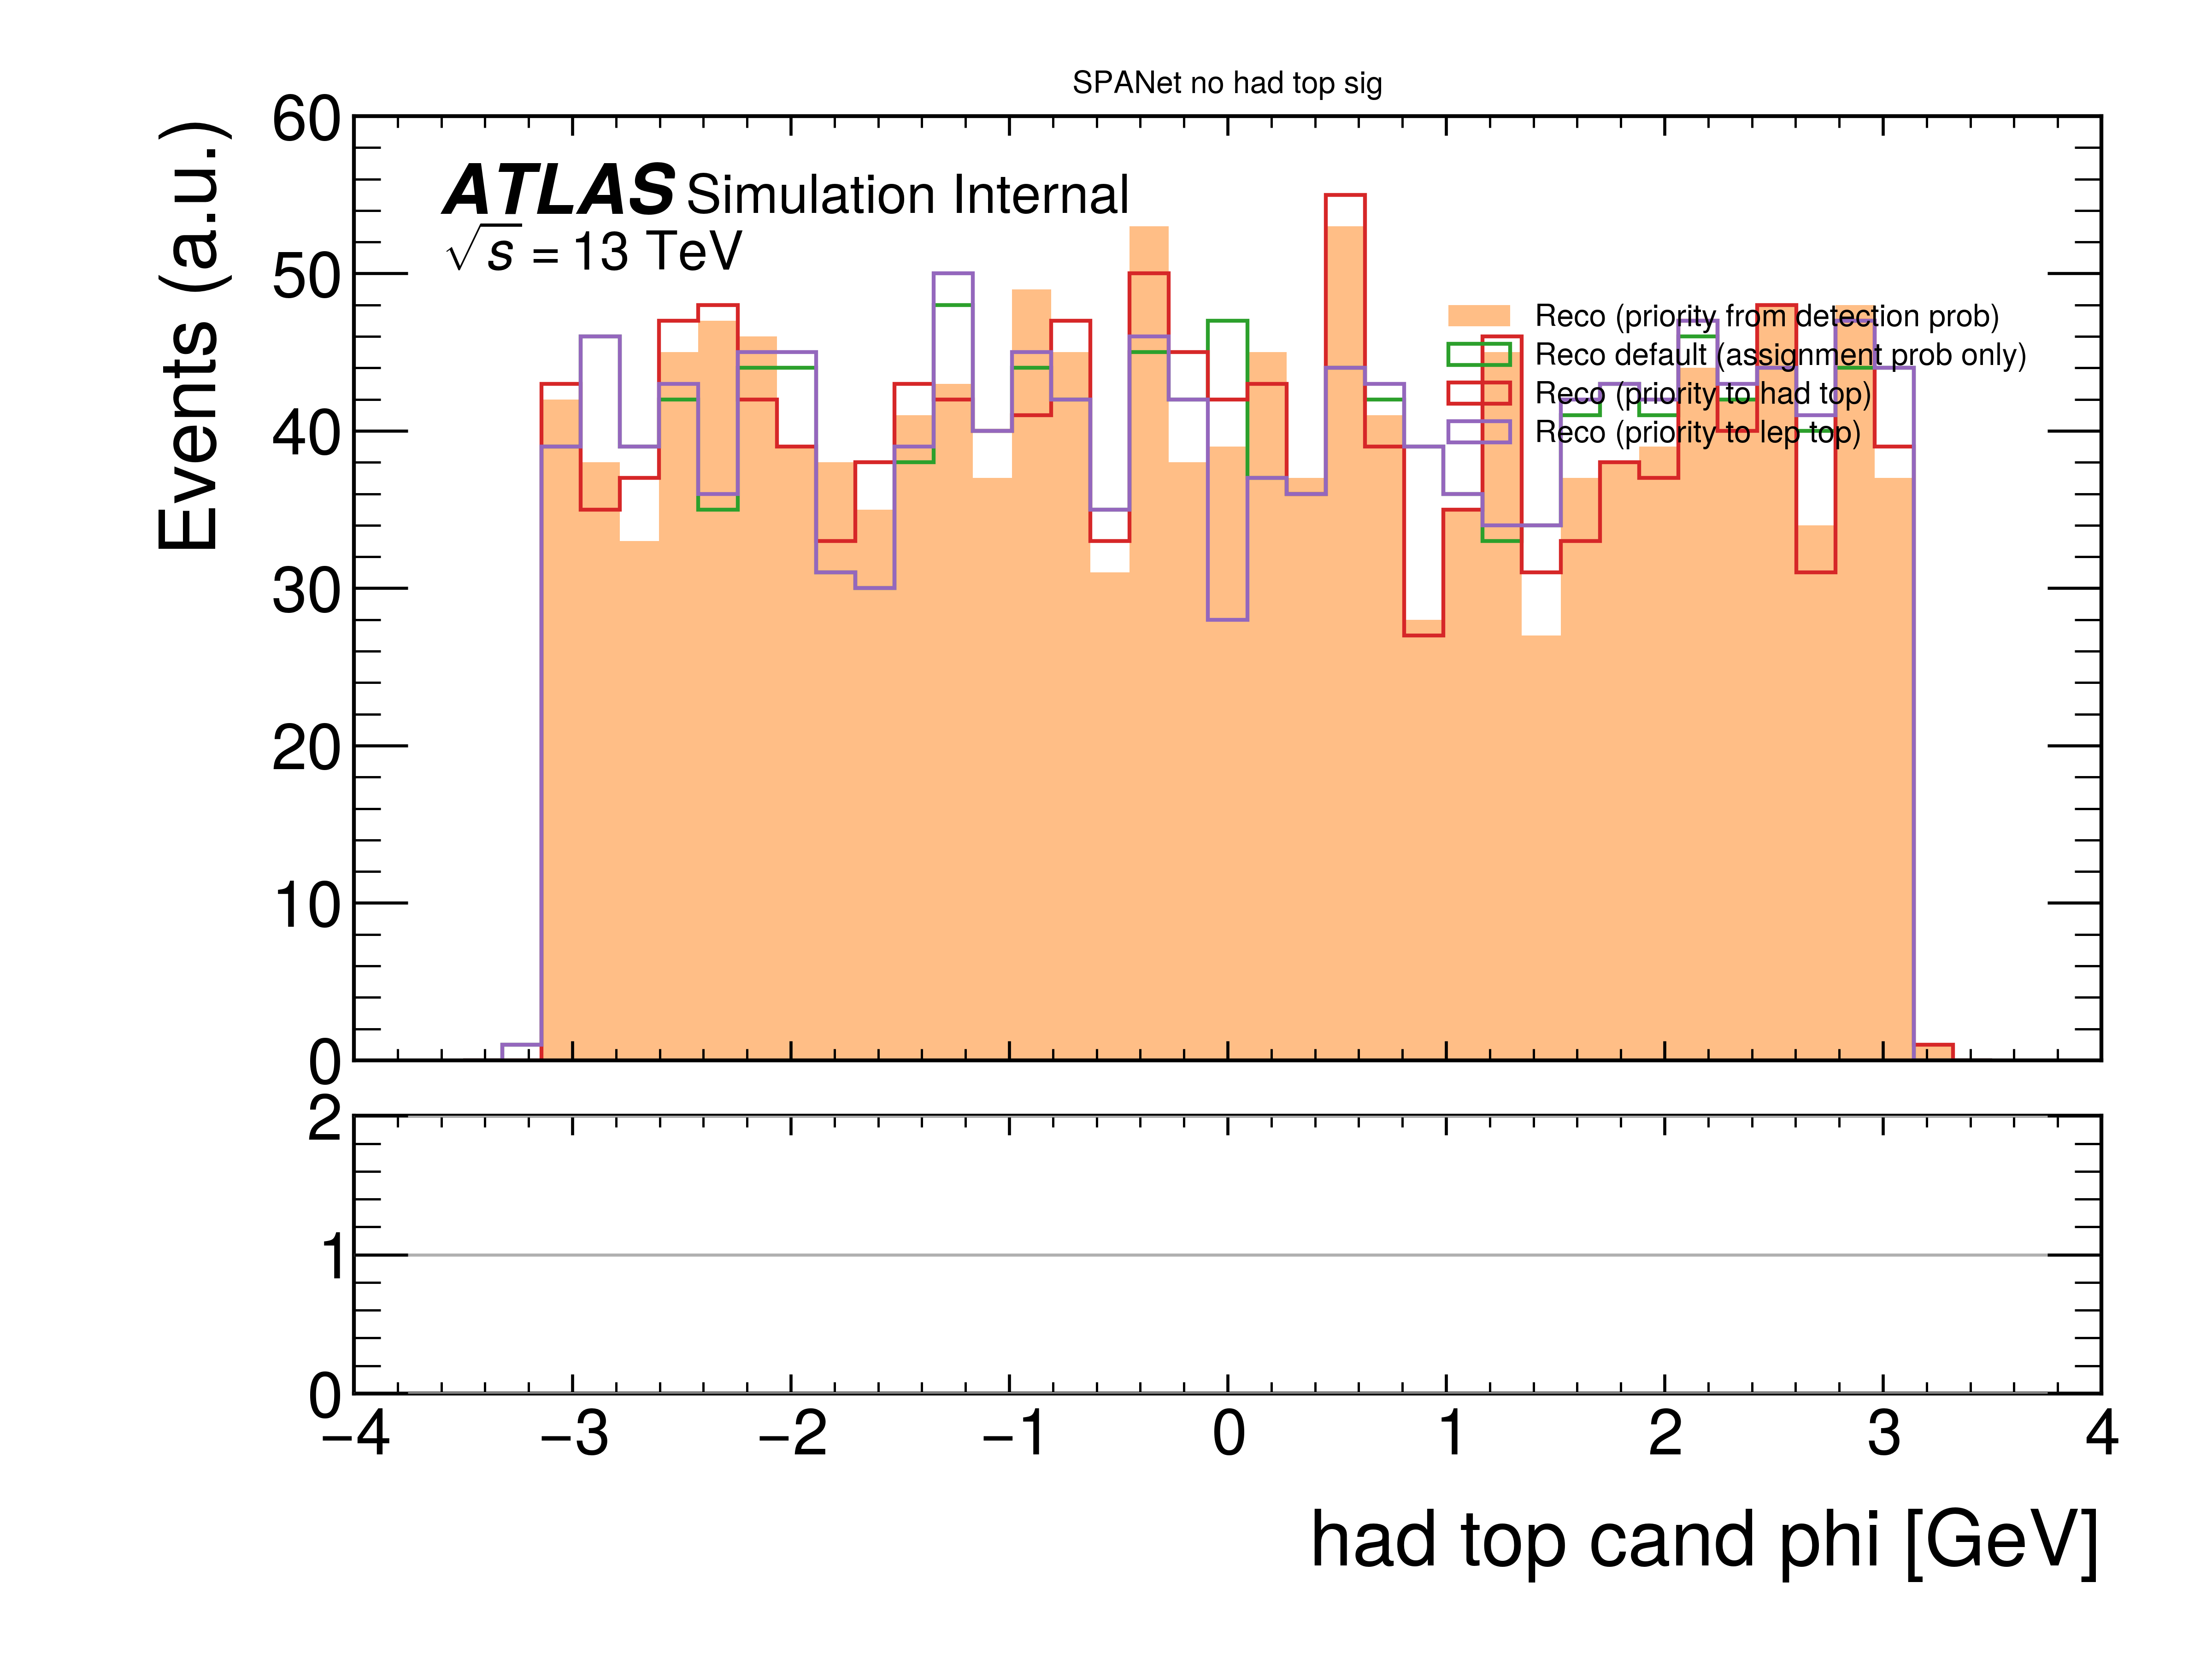 SPANet no had top sig
Events (a.u.)
60
50
40
30
20
10
0
ATLAS Simulation Internal
√s = 13 TeV
Reco (priority from detection prob)
Reco default (assignment prob only)
Reco (priority to had top)
Reco (priority to lep top)
2
1
0
−4 −3 −2 −1 0 1 2 3 4
had top cand phi [GeV]